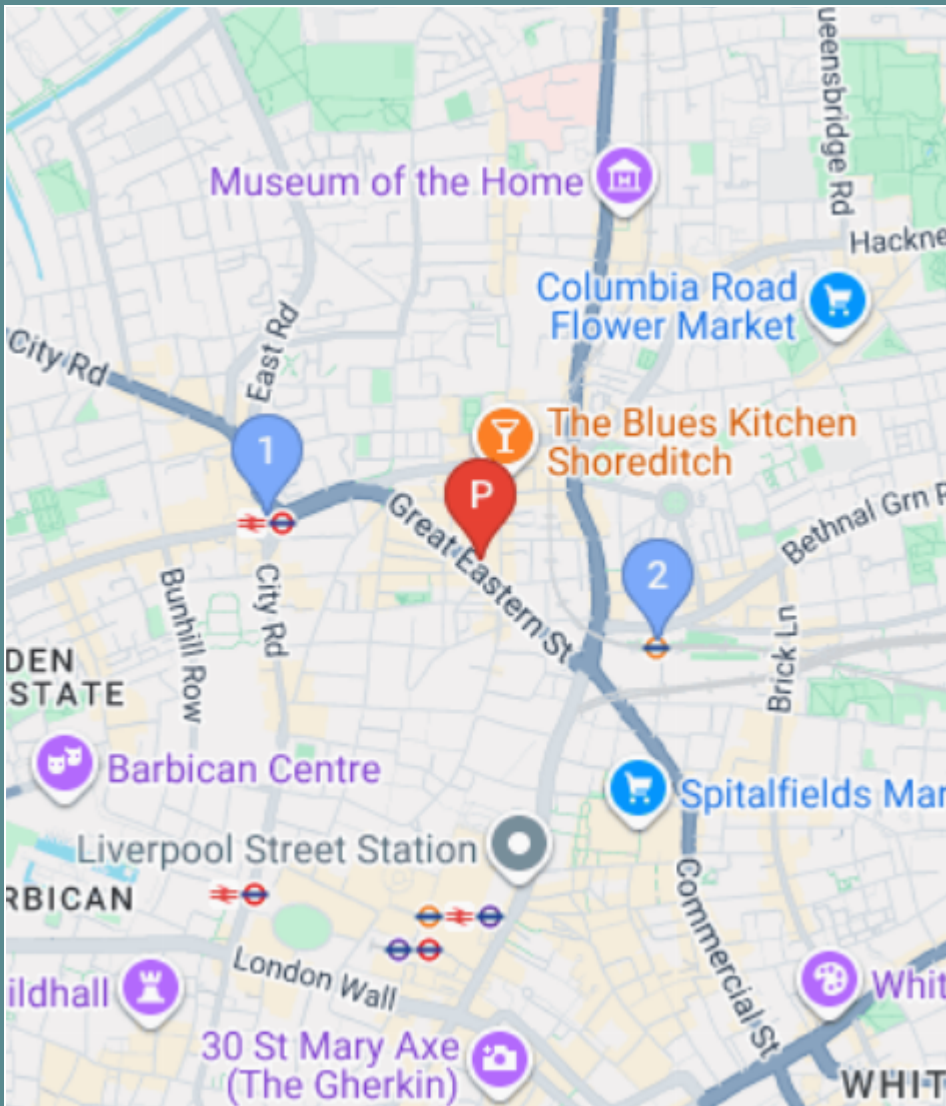 ueensbridge Rd
Museum of the Home
Hackne
Columbia Road
Flower Market
East Rd
City Rd
The Blues Kitchen
Shoreditch
1
P
Great Eastern St
Bethnal Grn R
2
City Rd
Bunhill Row
Brick Ln
DEN
STATE
Barbican Centre
Spitalfields Mar
Liverpool Street Station
RBICAN
Commercial St
London Wall
ildhall
Whit
30 St Mary Axe
(The Gherkin)
WHIT